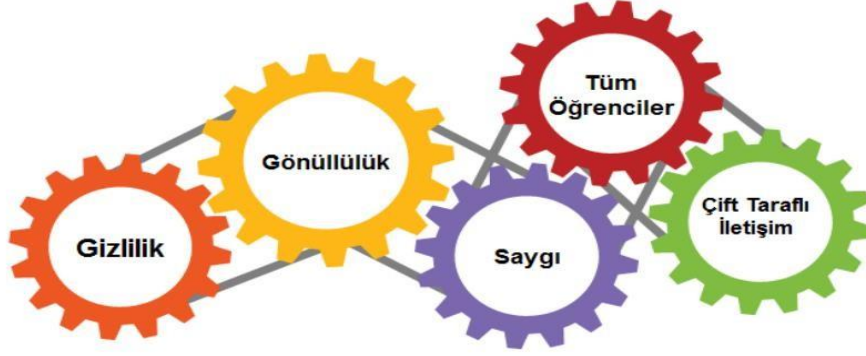 Gizlilik
Gönüllülük
Saygı
Tüm
Öğrenciler
Çift Taraflı
İletişim